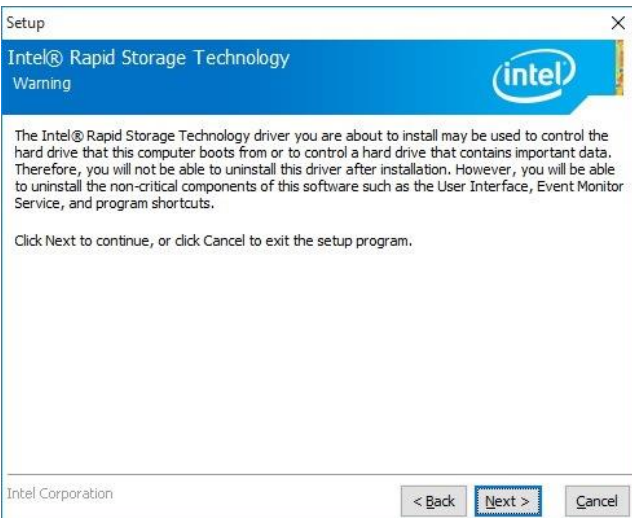 Setup
Intel® Rapid Storage Technology
Warning
intel
The Intel® Rapid Storage Technology driver you are about to install may be used to control the
hard drive that this computer boots from or to control a hard drive that contains important data.
Therefore, you will not be able to uninstall this driver after installation. However, you will be able
to uninstall the non-critical components of this software such as the User Interface, Event Monitor
Service, and program shortcuts.
Click Next to continue, or click Cancel to exit the setup program.
Intel Corporation
< Back
Next >
Cancel